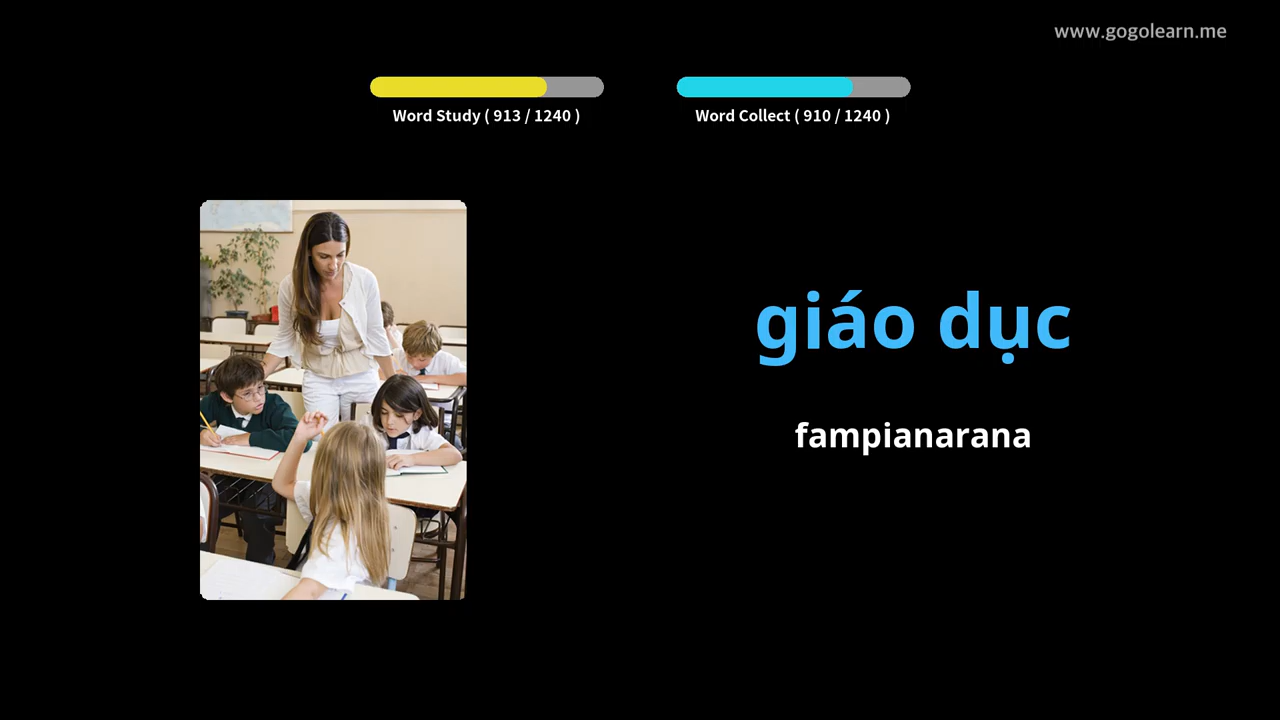 www.gogolearn.me
Word Study ( 913 / 1240 )
Word Collect ( 910 / 1240 )
giáo dục
fampianarana